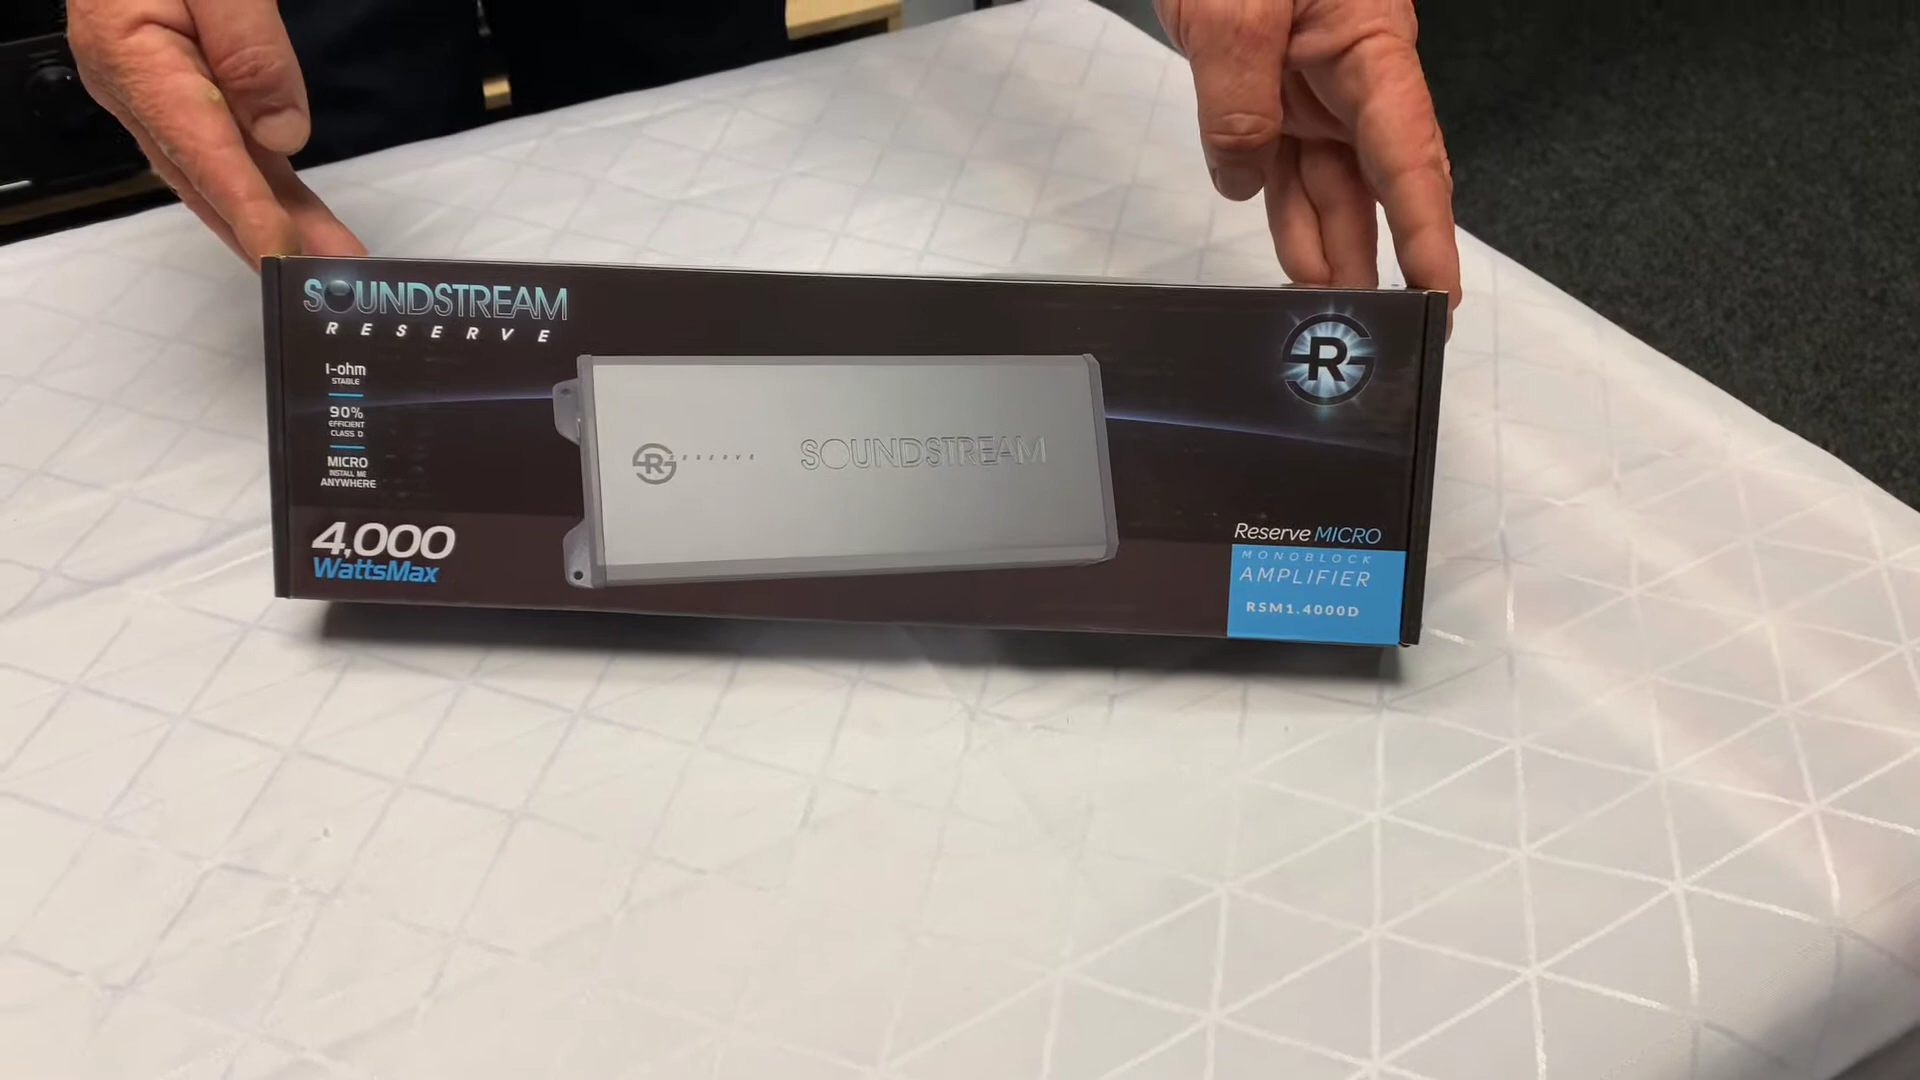 SOUNDSTREAM
RESERVE
1-ohm
STABLE
90%
EFFICIENT
CLASS D
MICRO
INSTALL ME
ANYWHERE
4,000
WattsMax
R RESERVE
SOUNDSTREAM
R
Reserve MICRO
MONOBLOCK
AMPLIFIER
RSM1.4000D